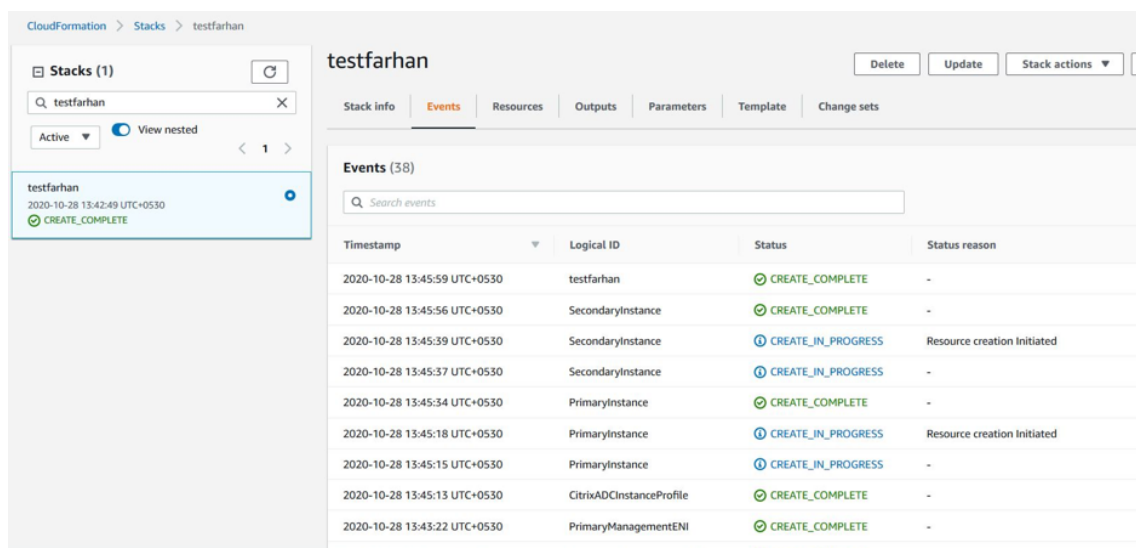 CloudFormation > Stacks > testfarhan
Stacks (1)
testfarhan
Active
View nested
1
testfarhan
2020-10-28 13:42:49 UTC+0530
CREATE_COMPLETE
testfarhan
Delete Update Stack actions
Stack info Events Resources Outputs Parameters Template Change sets
Events (38)
Search events
Timestamp Logical ID Status Status reason
2020-10-28 13:45:59 UTC+0530 testfarhan CREATE_COMPLETE -
2020-10-28 13:45:56 UTC+0530 SecondaryInstance CREATE_COMPLETE -
2020-10-28 13:45:39 UTC+0530 SecondaryInstance CREATE_IN_PROGRESS Resource creation Initiated
2020-10-28 13:45:37 UTC+0530 SecondaryInstance CREATE_IN_PROGRESS -
2020-10-28 13:45:34 UTC+0530 PrimaryInstance CREATE_COMPLETE -
2020-10-28 13:45:18 UTC+0530 PrimaryInstance CREATE_IN_PROGRESS Resource creation Initiated
2020-10-28 13:45:15 UTC+0530 PrimaryInstance CREATE_IN_PROGRESS -
2020-10-28 13:45:13 UTC+0530 CitrixADCInstanceProfile CREATE_COMPLETE -
2020-10-28 13:43:22 UTC+0530 PrimaryManagementENI CREATE_COMPLETE -